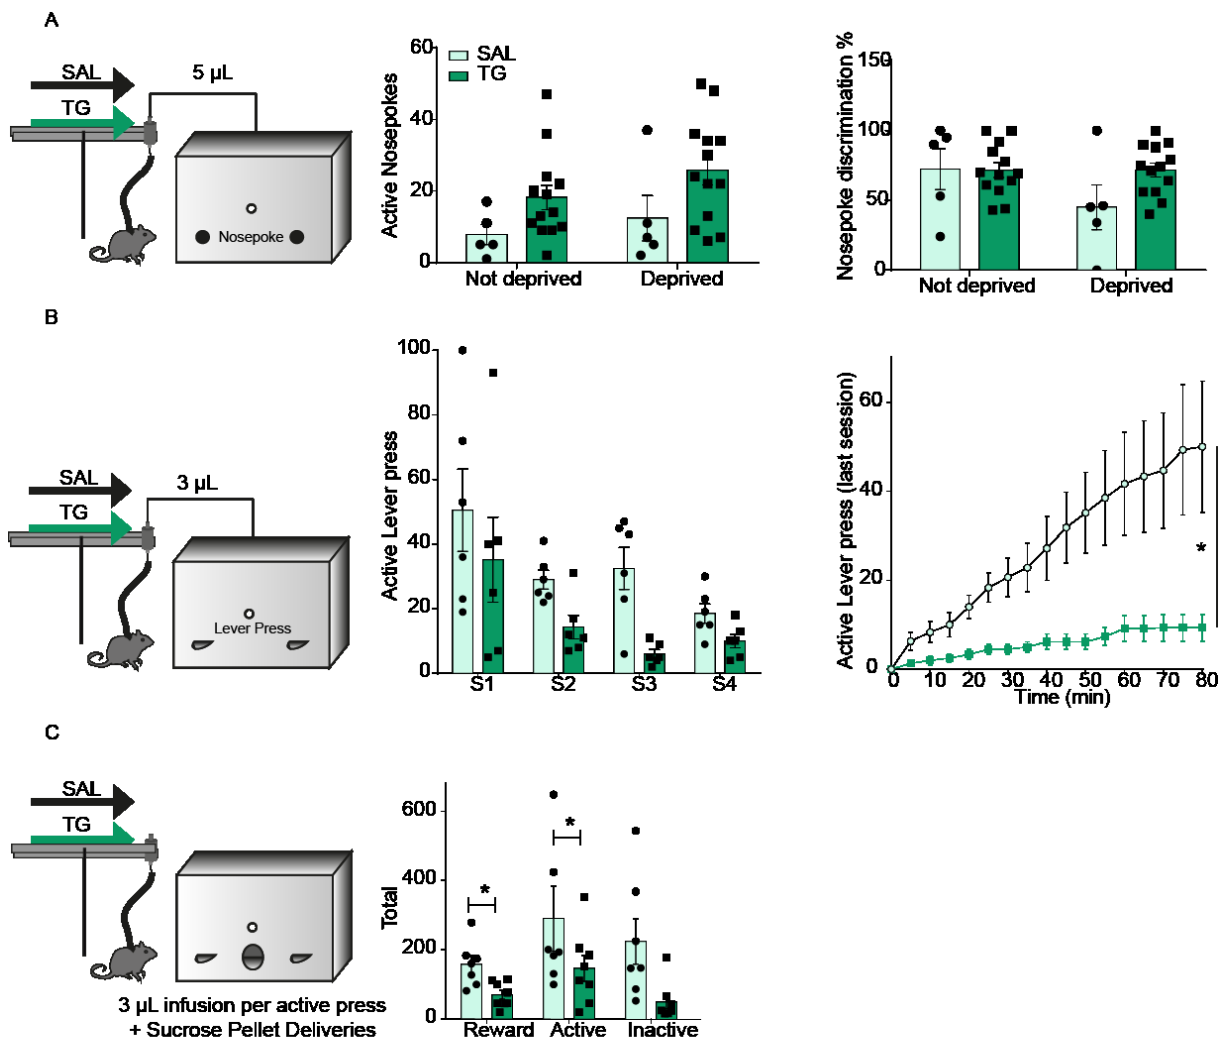 A
SAL
5 µL
TG
Nosepoke
Active Nosepokes
60
40
20
0
SAL
TG
Not deprived
Deprived
Nosepoke discrimination %
150
100
50
0
Not deprived
Deprived
B
SAL
3 µL
TG
Lever Press
Active Lever press
100
80
60
40
20
0
S1
S2
S3
S4
Active Lever press (last session)
60
40
20
0
*
0
10
20
30
40
50
60
70
80
Time (min)
C
SAL
TG
3 µL infusion per active press
+ Sucrose Pellet Deliveries
Total
600
400
200
0
*
*
Reward
Active
Inactive